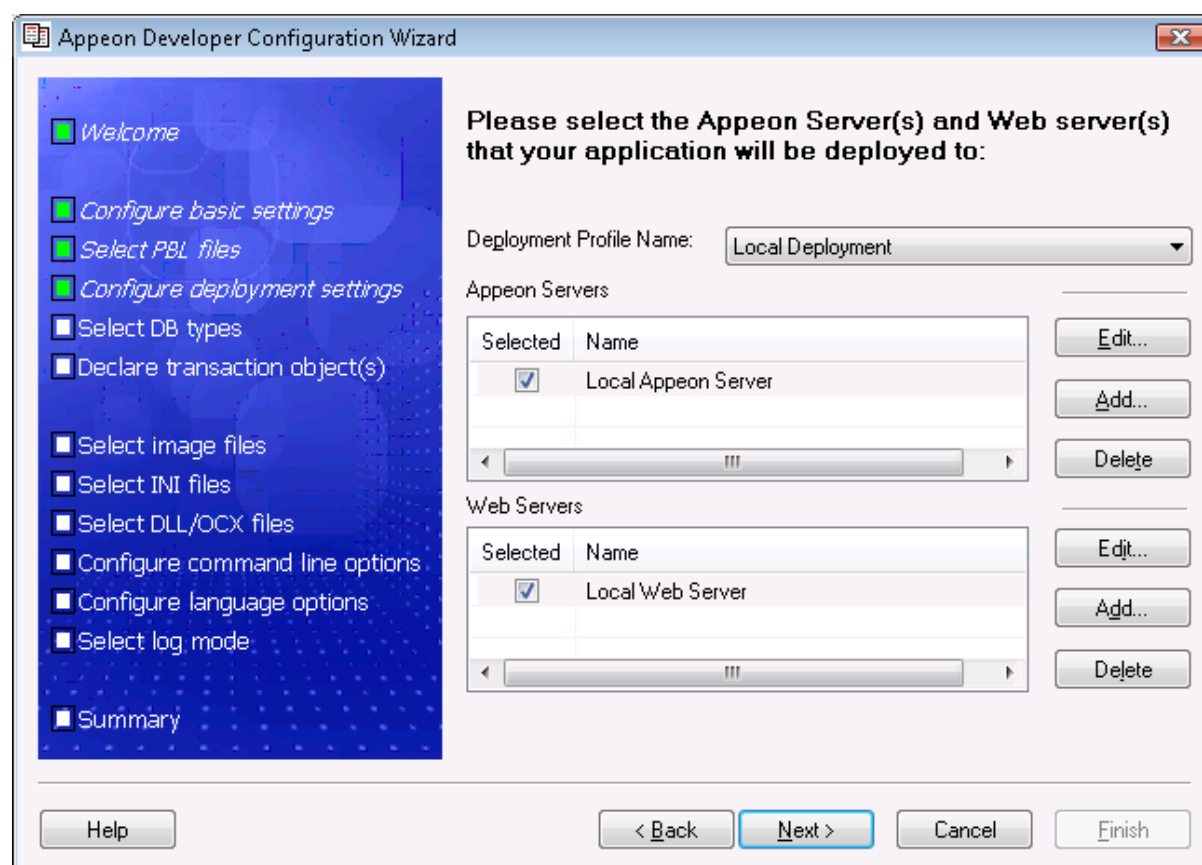 Appeon Developer Configuration Wizard
Welcome
Configure basic settings
Select PBL files
Configure deployment settings
Select DB types
Declare transaction object(s)
Select image files
Select INI files
Select DLL/OCX files
Configure command line options
Configure language options
Select log mode
Summary
Please select the Appeon Server(s) and Web server(s)
that your application will be deployed to:
Deployment Profile Name: Local Deployment
Appeon Servers
Selected Name
Local Appeon Server
Edit...
Add...
Delete
Web Servers
Selected Name
Local Web Server
Edit...
Add...
Delete
Help
< Back
Next >
Cancel
Finish